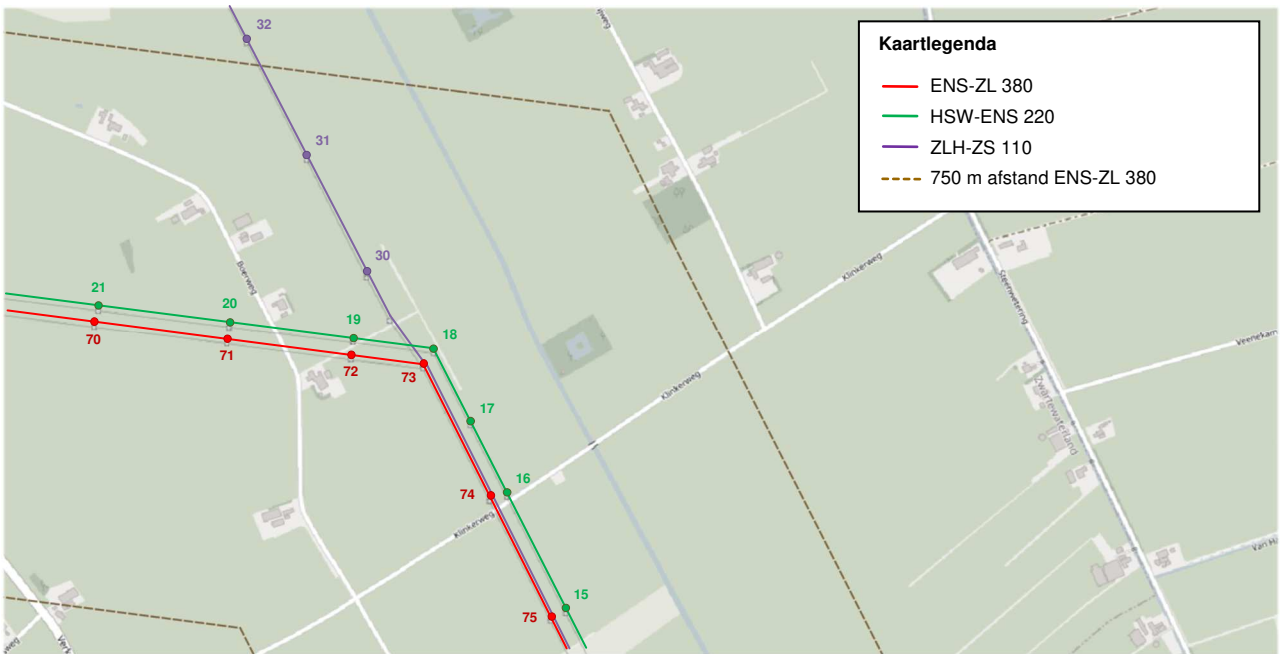 Kaartlegenda
ENS-ZL 380
HSW-ENS 220
ZLH-ZS 110
750 m afstand ENS-ZL 380
32
31
30
21
20
19
18
70
71
72
73
17
16
74
15
75
Boerweg
Klinkerweg
Klinkerweg
Klinkerweg
Steenwetering
Zwartewaterland